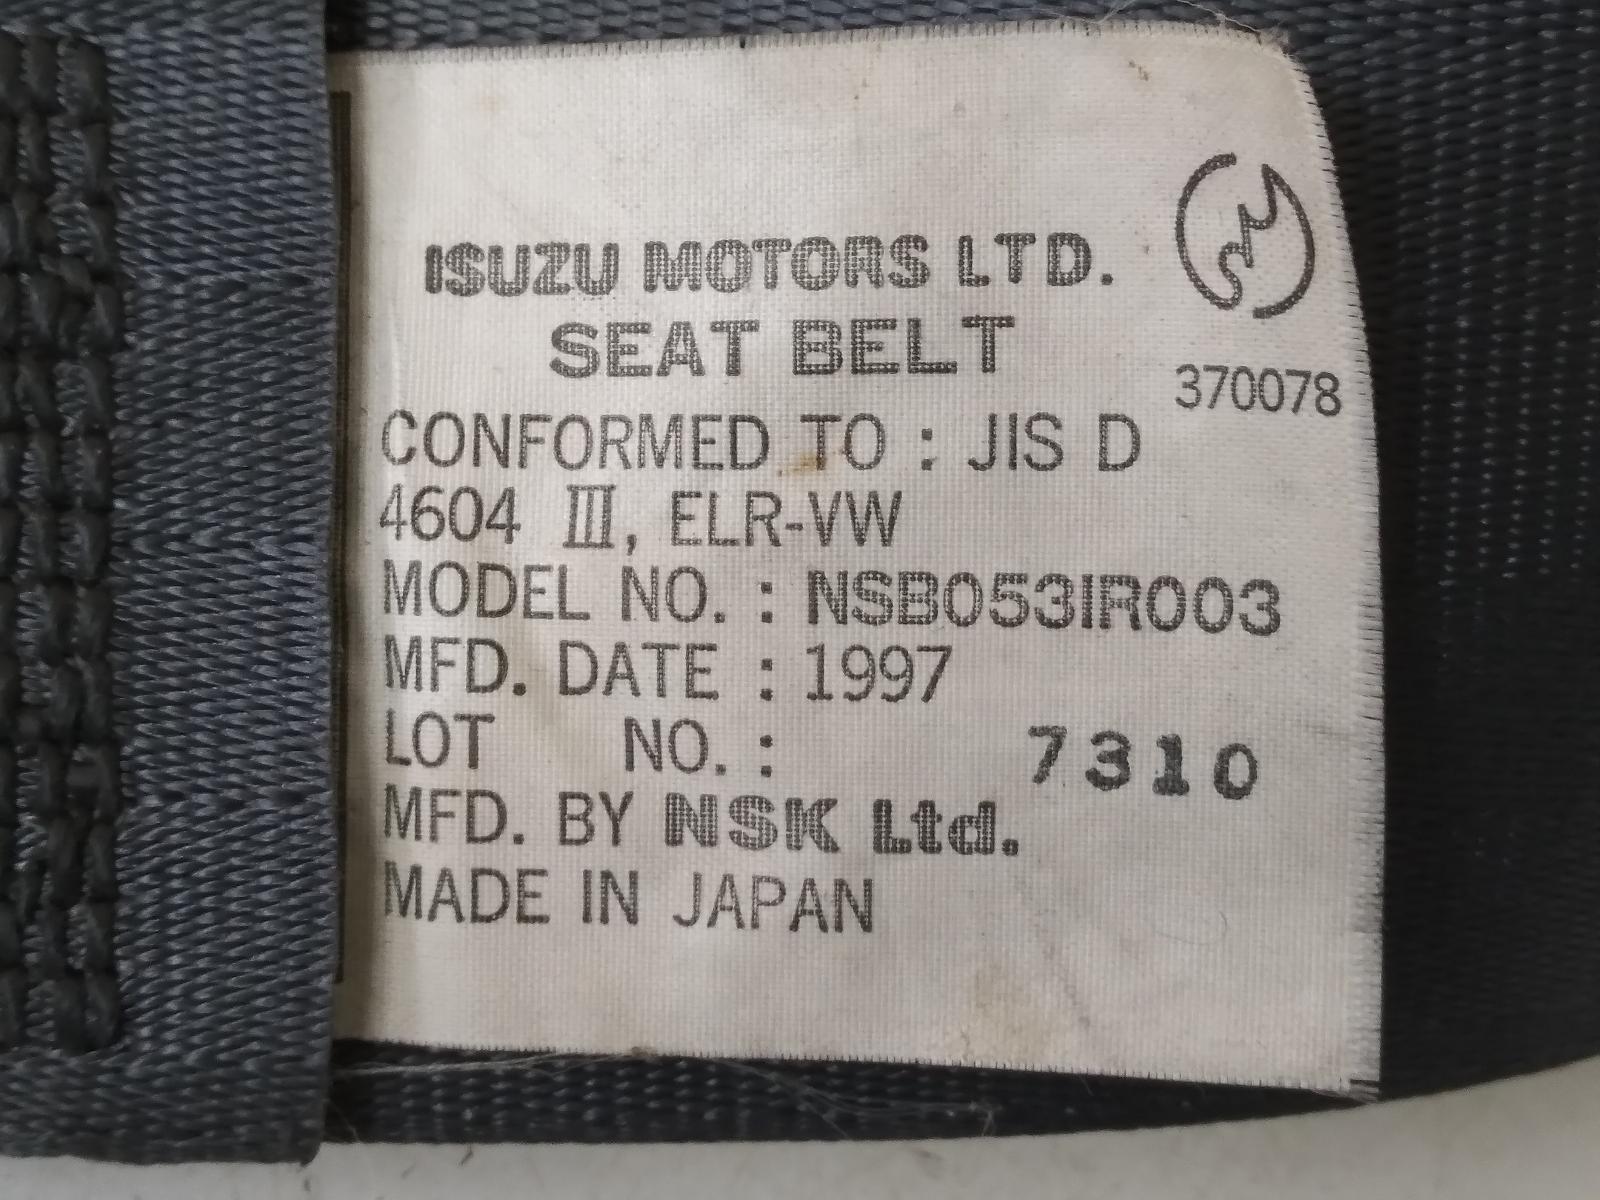 ISUZU MOTORS LTD.
SEAT BELT
370078
CONFORMED TO : JIS D
4604 III, ELR-VW
MODEL NO. : NSB053IR003
MFD. DATE : 1997
LOT NO. : 7310
MFD. BY NSK Ltd.
MADE IN JAPAN